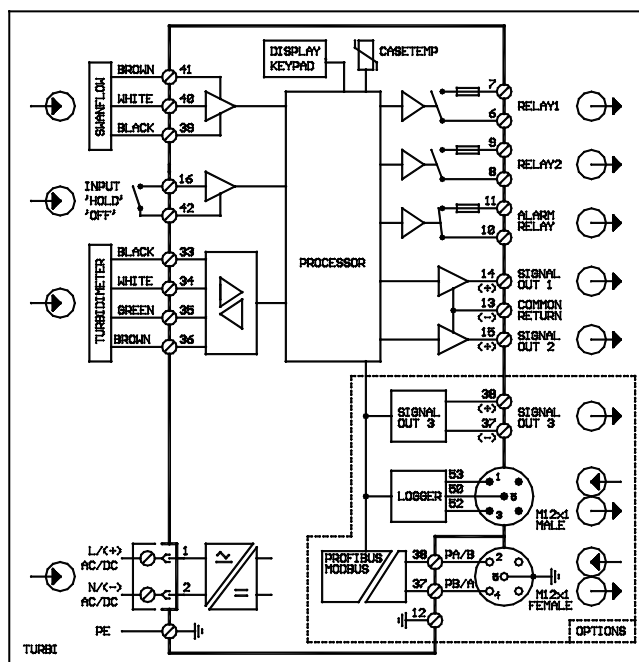 DISPLAY
KEYPAD
CASETEMP
SWANFLOW
BROWN 41
WHITE 40
BLACK 39
INPUT
'HOLD'
'OFF'
16
42
TURBIDIMETER
BLACK 33
WHITE 34
GREEN 35
BROWN 36
PROCESSOR
7
6
RELAY1
9
8
RELAY2
11
10
ALARM
RELAY
14
(+)
SIGNAL
OUT 1
13
(-)
COMMON
RETURN
15
(+)
SIGNAL
OUT 2
SIGNAL
OUT 3
38
(+)
37
(-)
SIGNAL
OUT 3
LOGGER
53
50
52
1
5
3
M12x1
MALE
PROFIBUS
MODBUS
38 PA/B
37 PB/A
12
2
5
4
M12x1
FEMALE
L/(+)
AC/DC
1
N/(-)
AC/DC
2
PE
TURBI
OPTIONS